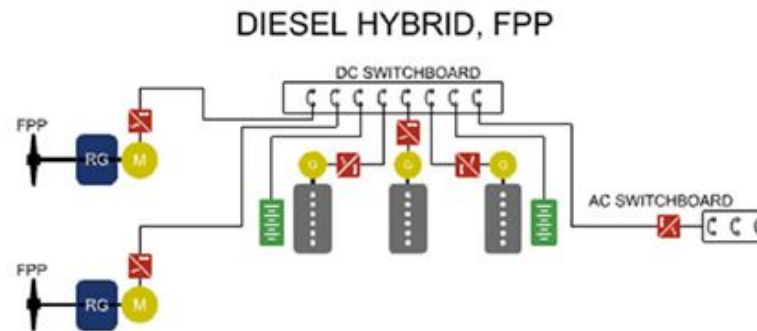 DIESEL HYBRID, FPP
DC SWITCHBOARD
FPP
RG M
G G G
AC SWITCHBOARD
FPP
RG M